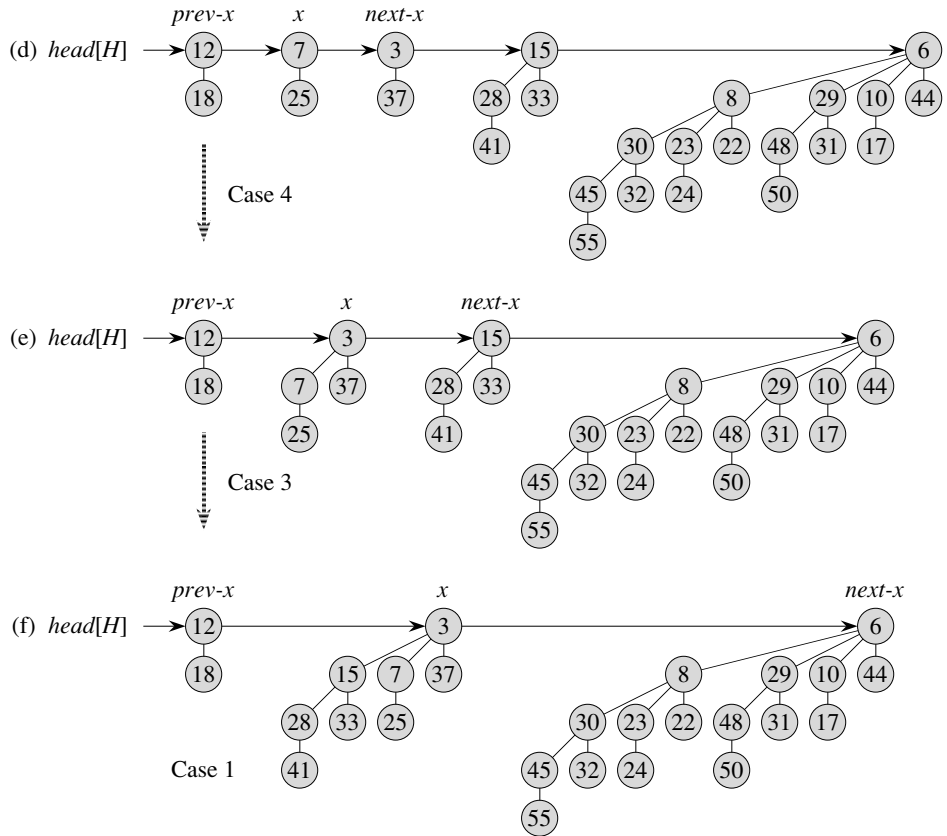 prev-x x next-x
(d) head[H] 12 7 3 15 6
18 25 37 28 33 8 29 10 44
41 30 23 22 48 31 17
Case 4 45 32 24 50
55
prev-x x next-x
(e) head[H] 12 3 15 6
18 7 37 28 33 8 29 10 44
25 41 30 23 22 48 31 17
Case 3 45 32 24 50
55
prev-x x next-x
(f) head[H] 12 3 6
18 15 7 37 8 29 10 44
28 33 25 30 23 22 48 31 17
Case 1 41 45 32 24 50
55